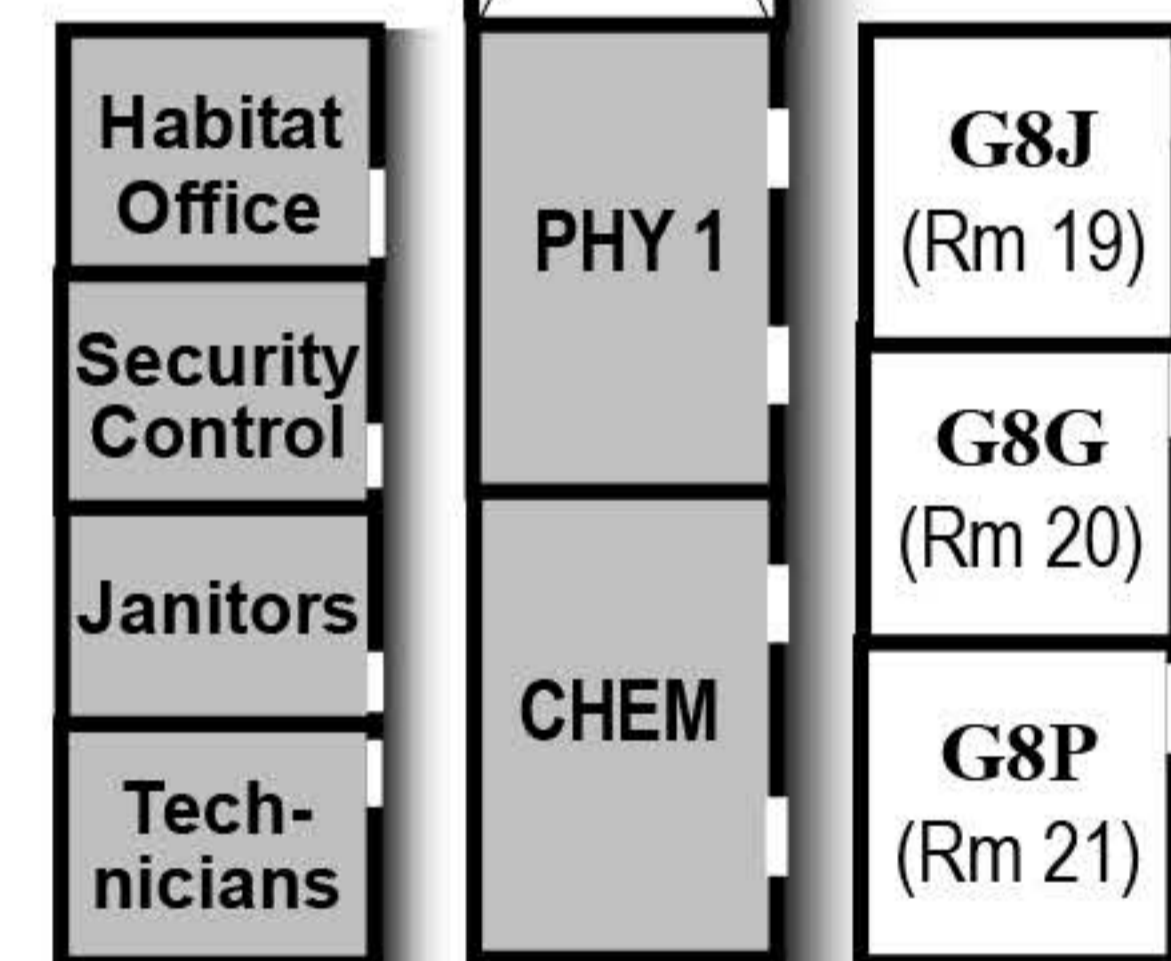 Habitat
Office
Security
Control
Janitors
Tech-
nicians
PHY 1
CHEM
G8J
(Rm 19)
G8G
(Rm 20)
G8P
(Rm 21)